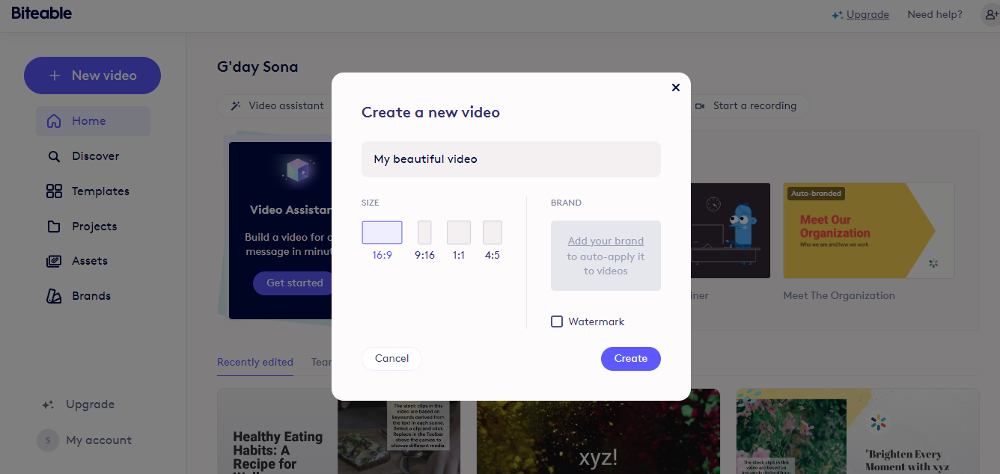 Biteable
Upgrade
Need help?
New video
Home
Discover
Templates
Projects
Assets
Brands
Upgrade
S
My account
G'day Sona
Video assistant
Start a recording
Video Assistan
Build a video for a
message in minut
Get started
Create a new video
My beautiful video
SIZE
16:9
9:16
1:1
4:5
BRAND
Add your brand
to auto-apply it
to videos
Watermark
Cancel
Create
iner
Auto-branded
Meet Our
Organization
Who we are and how we work
Meet The Organization
Recently edited
Tear
Healthy Eating
Habits: A
Recipe for
The stock clips in this
video are based on
keywords derived from
the text in each scene.
Select a clip and click
Replace in the Toolbar
above the canvas to
choose different media.
xyz!
The stock clips in this
video are based on
keywords derived from
"Brighten Every
Moment with xyz